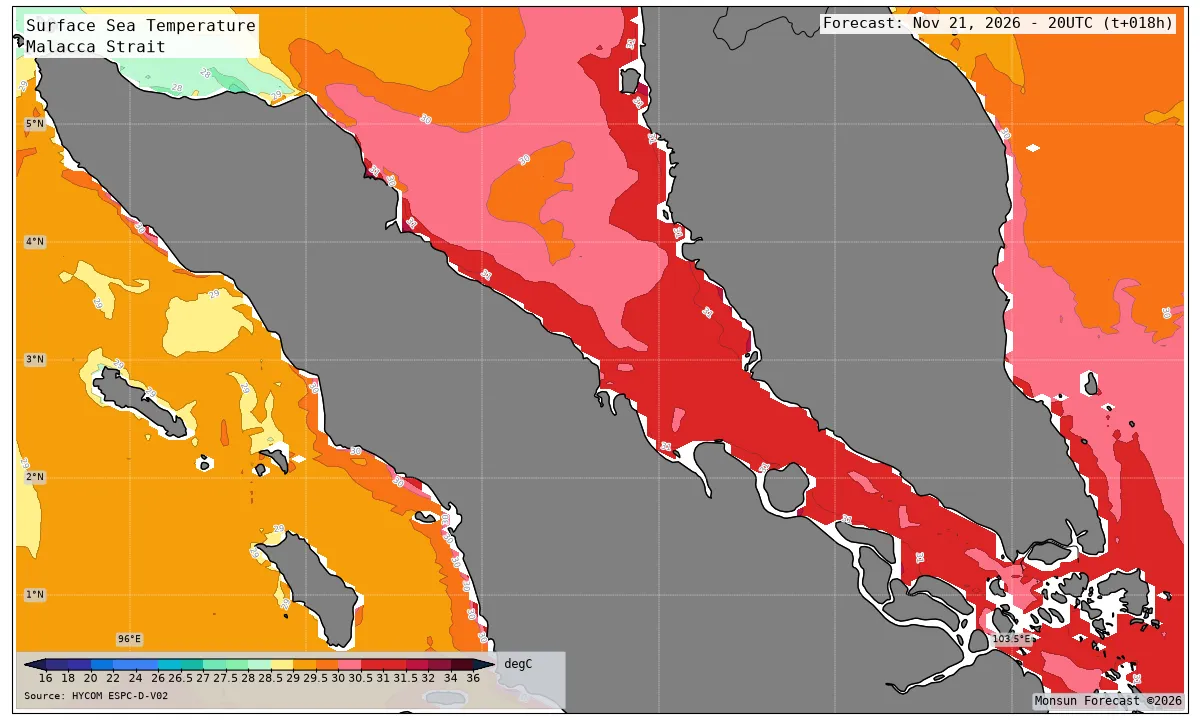 Surface Sea Temperature
Malacca Strait
Forecast: Nov 21, 2026 - 20UTC (t+018h)
5°N
4°N
3°N
2°N
1°N
96°E
103.5°E
degC
16 18 20 22 24 26 26.5 27 27.5 28 28.5 29 29.5 30 30.5 31 31.5 32 34 36
Source: HYCOM ESPC-D-V02
Monsun Forecast ©2026